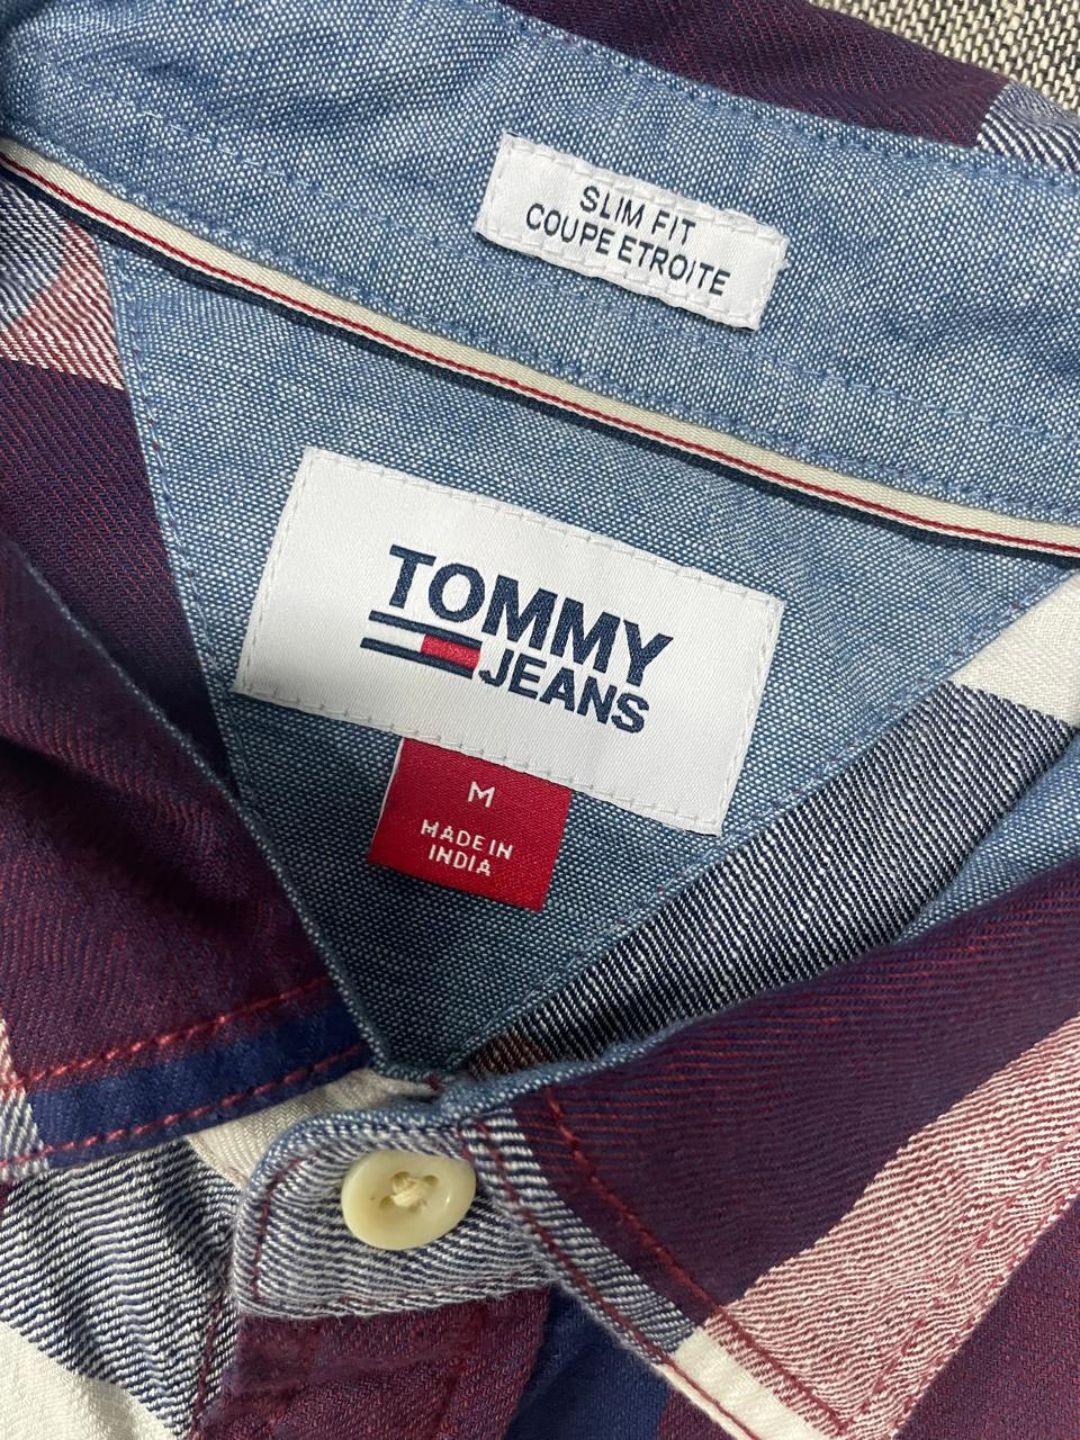 SLIM FIT
COUPE ETROITE
TOMMY
JEANS
M
MADE IN
INDIA